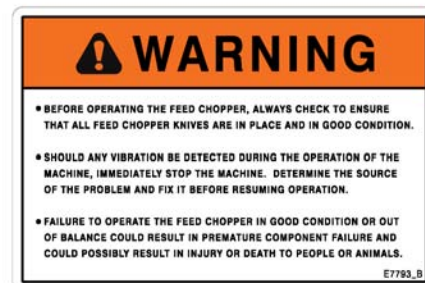 WARNING
• BEFORE OPERATING THE FEED CHOPPER, ALWAYS CHECK TO ENSURE
THAT ALL FEED CHOPPER KNIVES ARE IN PLACE AND IN GOOD CONDITION.
• SHOULD ANY VIBRATION BE DETECTED DURING THE OPERATION OF THE
MACHINE, IMMEDIATELY STOP THE MACHINE. DETERMINE THE SOURCE
OF THE PROBLEM AND FIX IT BEFORE RESUMING OPERATION.
• FAILURE TO OPERATE THE FEED CHOPPER IN GOOD CONDITION OR OUT
OF BALANCE COULD RESULT IN PREMATURE COMPONENT FAILURE AND
COULD POSSIBLY RESULT IN INJURY OR DEATH TO PEOPLE OR ANIMALS.
E7793_B